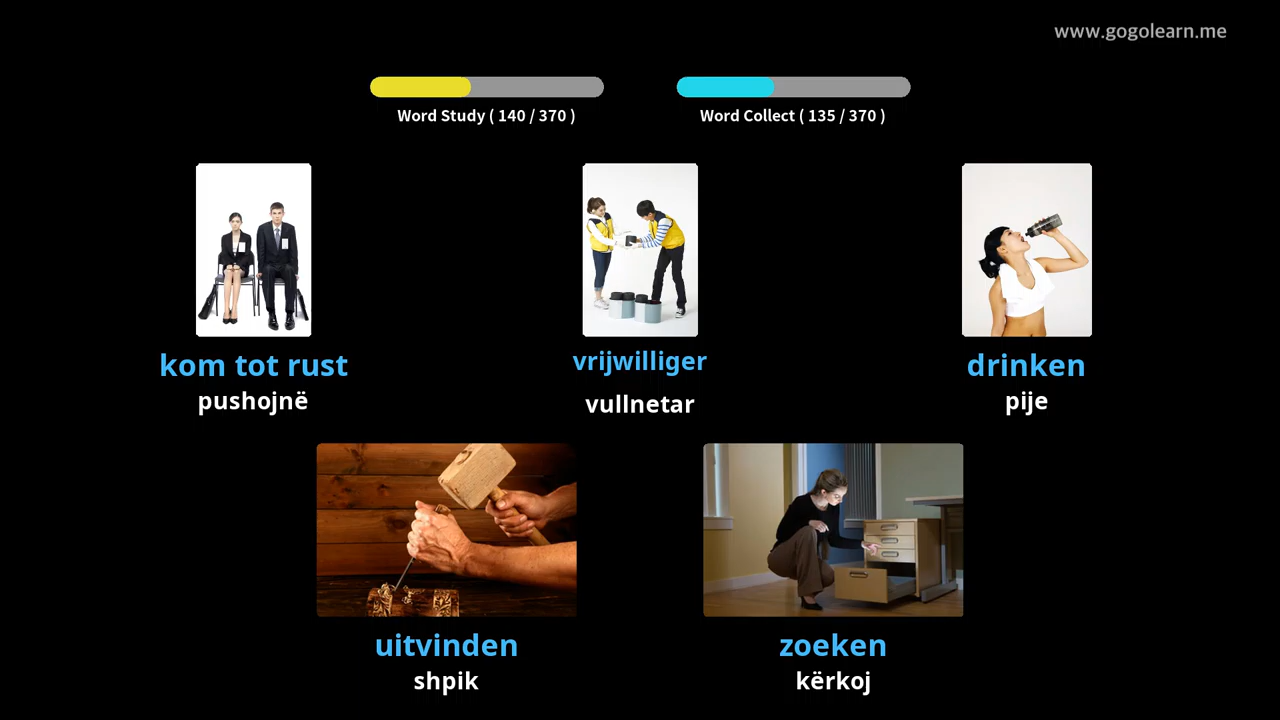 www.gogolearn.me
Word Study ( 140 / 370 )
Word Collect ( 135 / 370 )
kom tot rust
pushojnë
vrijwilliger
vullnetar
drinken
pije
uitvinden
shpik
zoeken
kërkoj